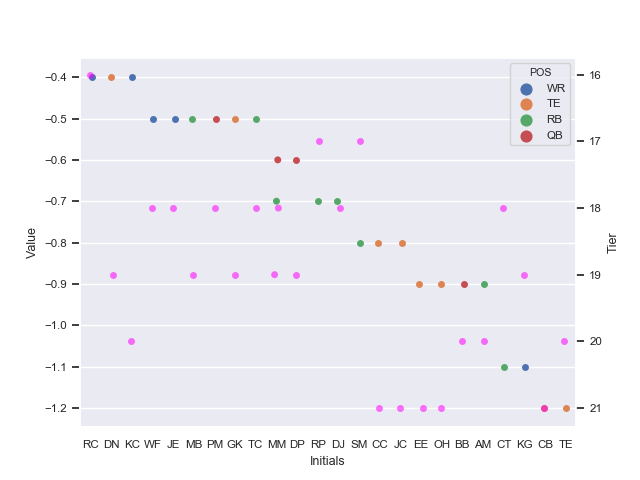 POS
WR
TE
RB
QB
−0.4
−0.5
−0.6
−0.7
−0.8
−0.9
−1.0
−1.1
−1.2
Value
16
17
18
19
20
21
Tier
RC DN KC WF JE MB PM GK TC MM DP RP DJ SM CC JC EE OH BB AM CT KG CB TE
Initials